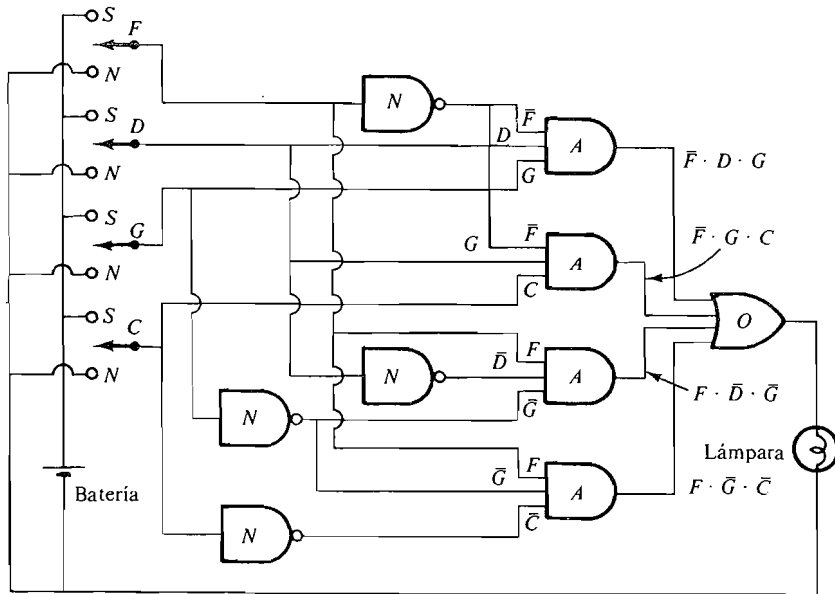 S
F
N
S
D
N
S
G
N
S
C
N
Batería
N
N
N
N
F̄
D
G
A
F̄ · D · G
F̄
G
C
A
F̄ · G · C
F
D̄
Ḡ
A
F · D̄ · Ḡ
F
Ḡ
C̄
A
F · Ḡ · C̄
O
Lámpara